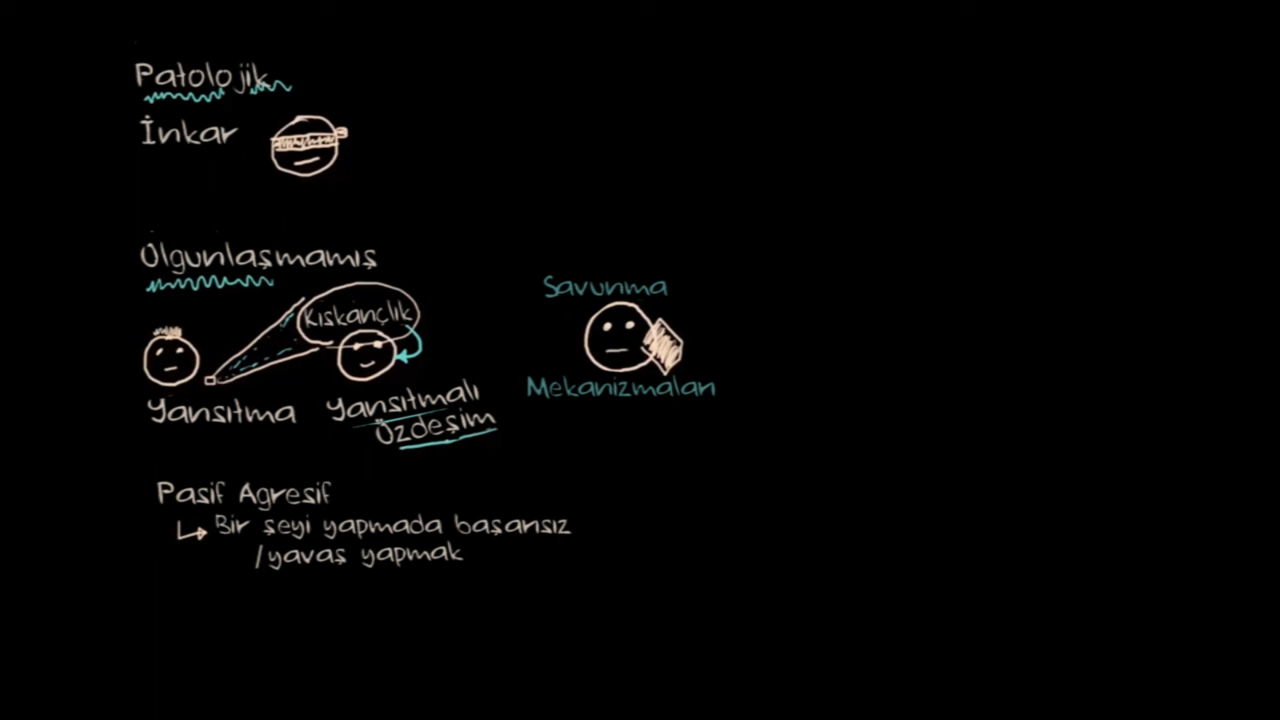 Patolojik
İnkar
Olgunlaşmamış
Kıskançlık
Yansıtma
Yansıtmalı
Özdeşim
Savunma
Mekanizmaları
Pasif Agresif
Bir şeyi yapmada başarısız
/yavaş yapmak